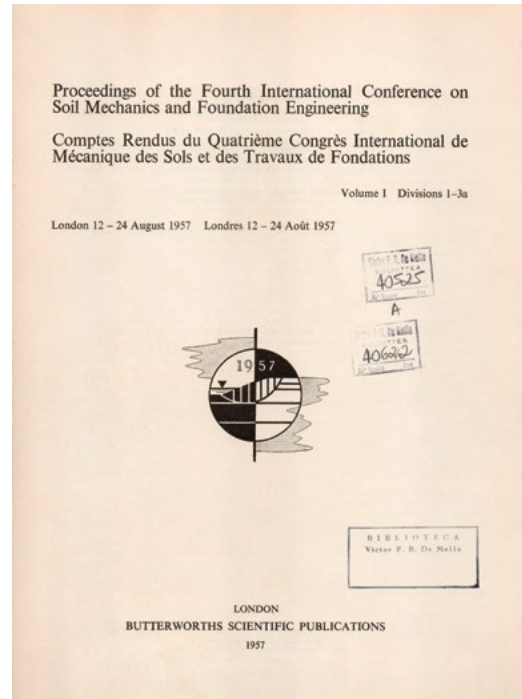 Proceedings of the Fourth International Conference on
Soil Mechanics and Foundation Engineering
Comptes Rendus du Quatrième Congrès International de
Mécanique des Sols et des Travaux de Fondations
Volume I Divisions 1–3a
London 12 – 24 August 1957 Londres 12 – 24 Août 1957
40525
A
1957
BIBLIOTECA
Victor F. B. De Mello
LONDON
BUTTERWORTHS SCIENTIFIC PUBLICATIONS
1957